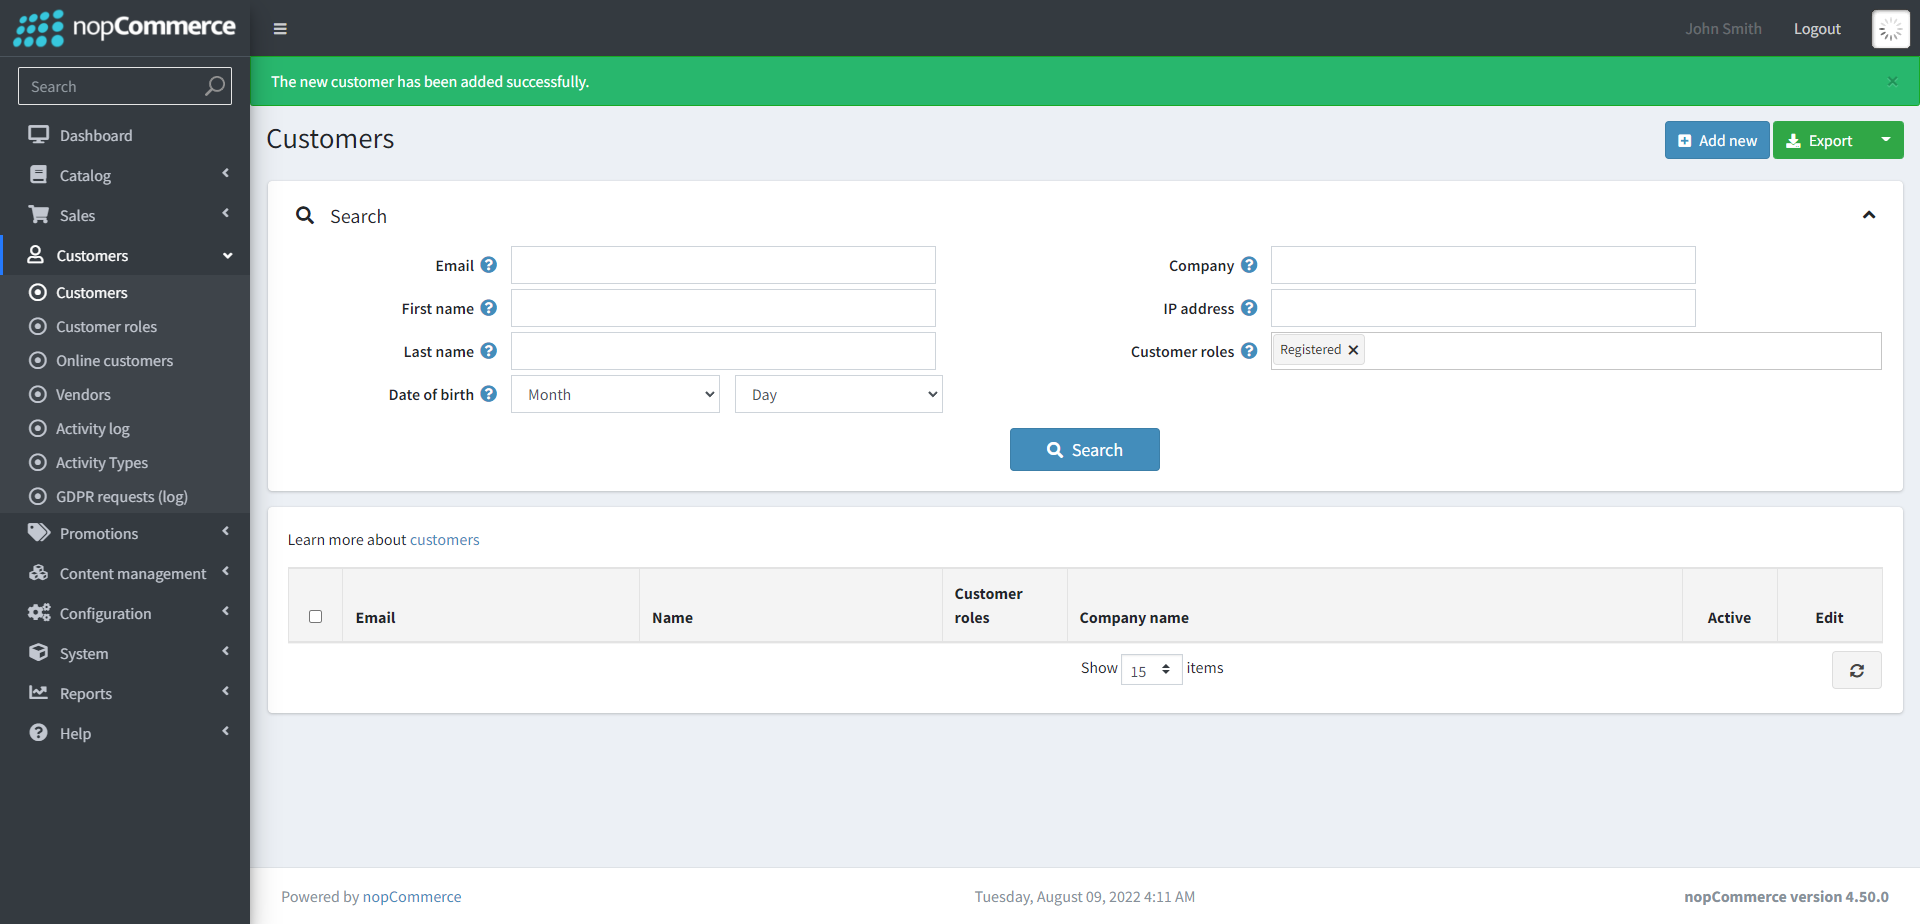 nopCommerce
John Smith
Logout
The new customer has been added successfully.
×
Search
Dashboard
Catalog
Sales
Customers
Customers
Customer roles
Online customers
Vendors
Activity log
Activity Types
GDPR requests (log)
Promotions
Content management
Configuration
System
Reports
Help
Customers
Add new
Export
Search
Email
Company
First name
IP address
Last name
Customer roles
Registered
Date of birth
Month
Day
Search
Learn more about customers
Email
Name
Customer
roles
Company name
Active
Edit
Show 15 items
Powered by nopCommerce
Tuesday, August 09, 2022 4:11 AM
nopCommerce version 4.50.0